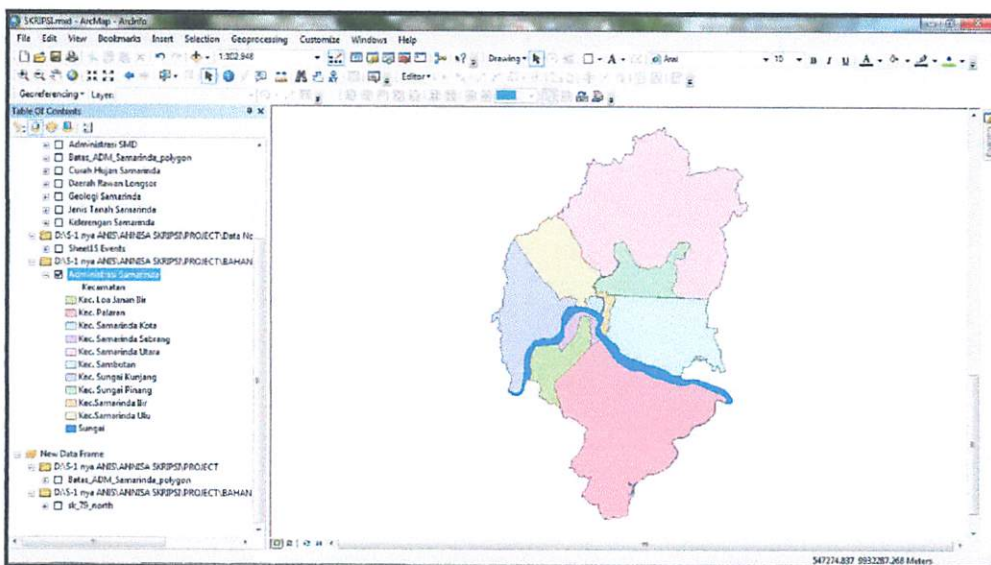 SKRIPSI.mxd - ArcMap - ArcInfo
File Edit View Bookmarks Insert Selection Geoprocessing Customize Windows Help
1:302.948
Drawing
A
Arial
10
B I U A
Editor
Georeferencing Layer:
Table Of Contents
Administrasi SMD
Batas_ADM_Samarinda_polygon
Curah Hujan Samarinda
Daerah Rawan Longsor
Geologi Samarinda
Jenis Tanah Samarinda
Kelerengan Samarinda
D:\S-1 nya ANIS\ANNISA SKRIPSI\PROJECT\Data No
Sheet1$ Events
D:\S-1 nya ANIS\ANNISA SKRIPSI\PROJECT\BAHAN
Administrasi Samarinda
Kecamatan
Kec. Loa Janan Ilir
Kec. Palaran
Kec. Samarinda Kota
Kec. Samarinda Sebrang
Kec. Samarinda Utara
Kec. Sambutan
Kec. Sungai Kunjang
Kec. Sungai Pinang
Kec.Samarinda Ilir
Kec.Samarinda Ulu
Sungai
New Data Frame
D:\S-1 nya ANIS\ANNISA SKRIPSI\PROJECT
Batas_ADM_Samarinda_polygon
D:\S-1 nya ANIS\ANNISA SKRIPSI\PROJECT\BAHAN
sk_79_north
547274.837 9932287.268 Meters